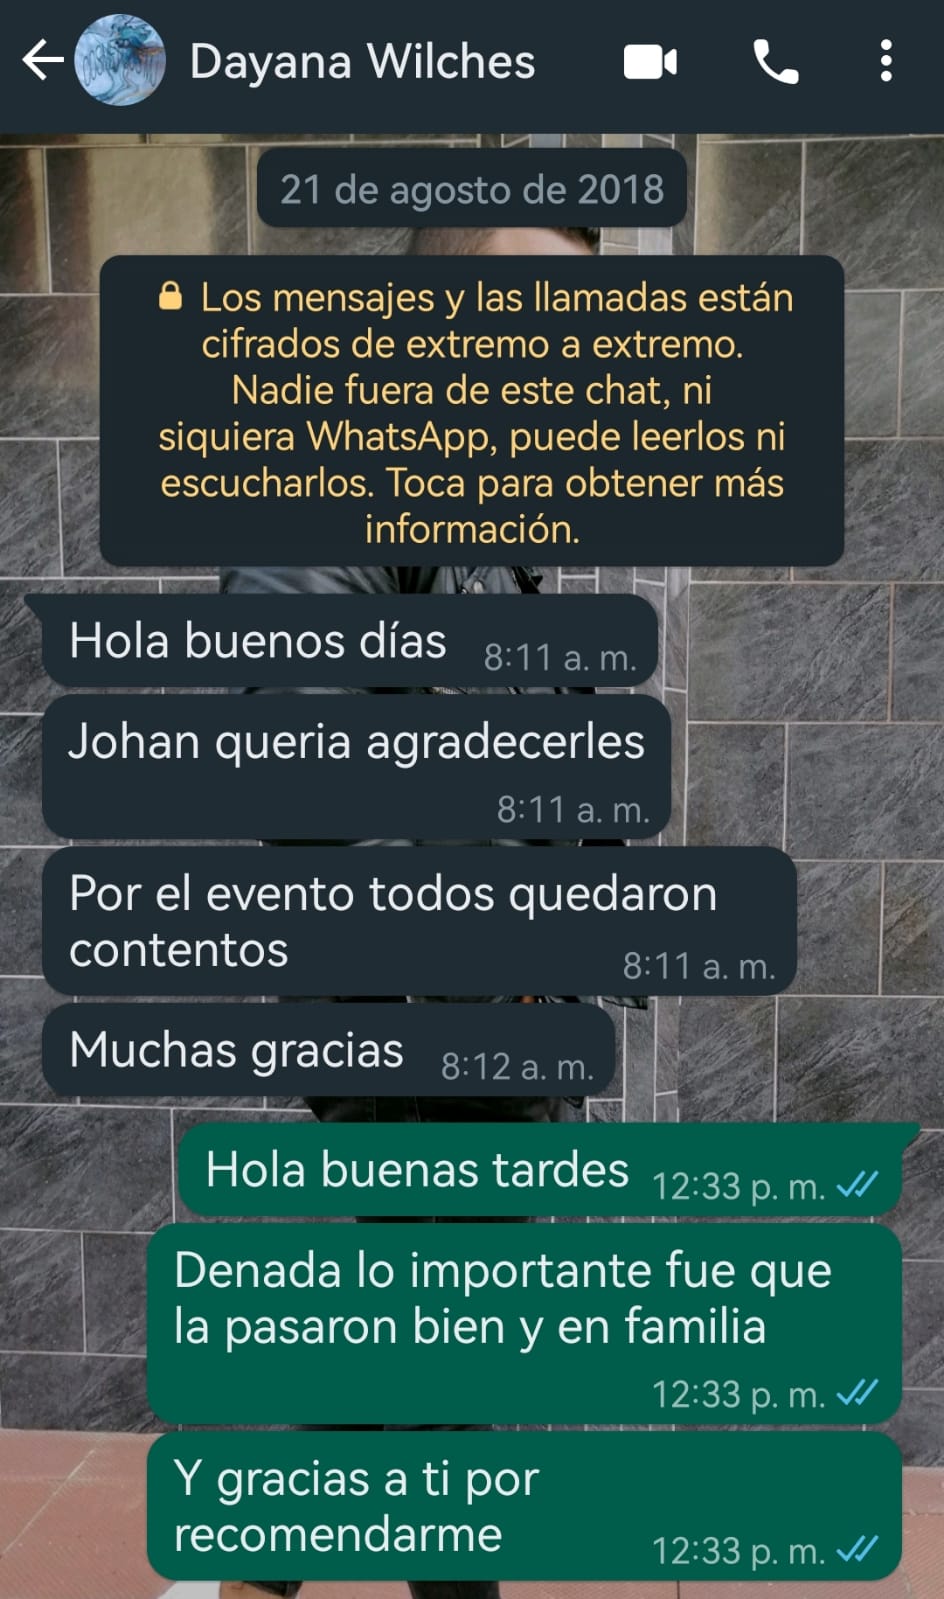 Dayana Wilches
21 de agosto de 2018
Los mensajes y las llamadas están
cifrados de extremo a extremo.
Nadie fuera de este chat, ni
siquiera WhatsApp, puede leerlos ni
escucharlos. Toca para obtener más
información.
Hola buenos días 8:11 a. m.
Johan queria agradecerles
8:11 a. m.
Por el evento todos quedaron
contentos 8:11 a. m.
Muchas gracias 8:12 a. m.
Hola buenas tardes 12:33 p. m.
Denada lo importante fue que
la pasaron bien y en familia
12:33 p. m.
Y gracias a ti por
recomendarme 12:33 p. m.